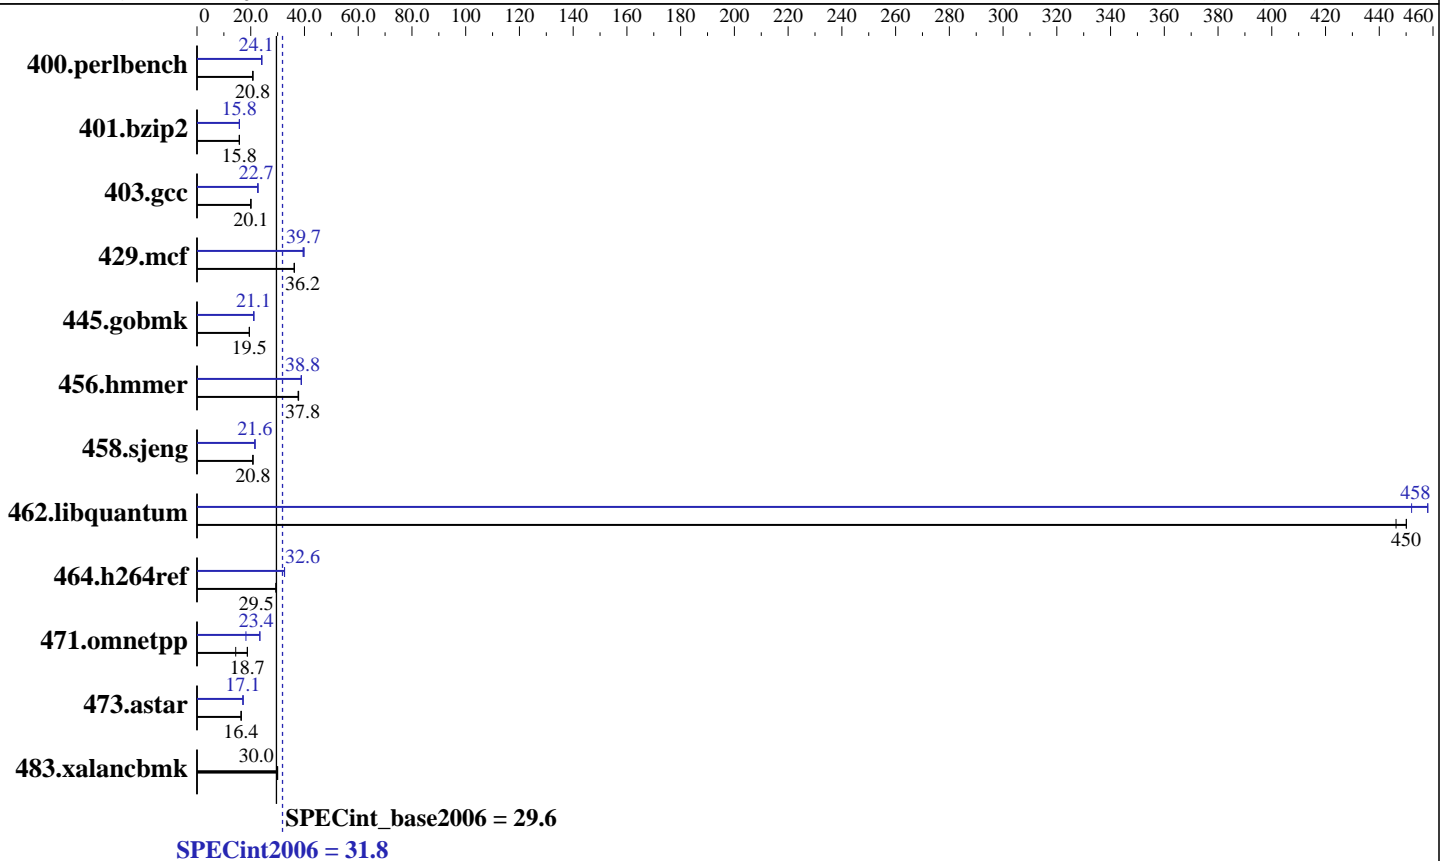 0 20.0 40.0 60.0 80.0 100 120 140 160 180 200 220 240 260 280 300 320 340 360 380 400 420 440 460
24.1
400.perlbench
20.8
15.8
401.bzip2
15.8
22.7
403.gcc
20.1
39.7
429.mcf
36.2
21.1
445.gobmk
19.5
38.8
456.hmmer
37.8
21.6
458.sjeng
20.8
458
462.libquantum
450
32.6
464.h264ref
29.5
23.4
471.omnetpp
18.7
17.1
473.astar
16.4
30.0
483.xalancbmk
SPECint_base2006 = 29.6
SPECint2006 = 31.8